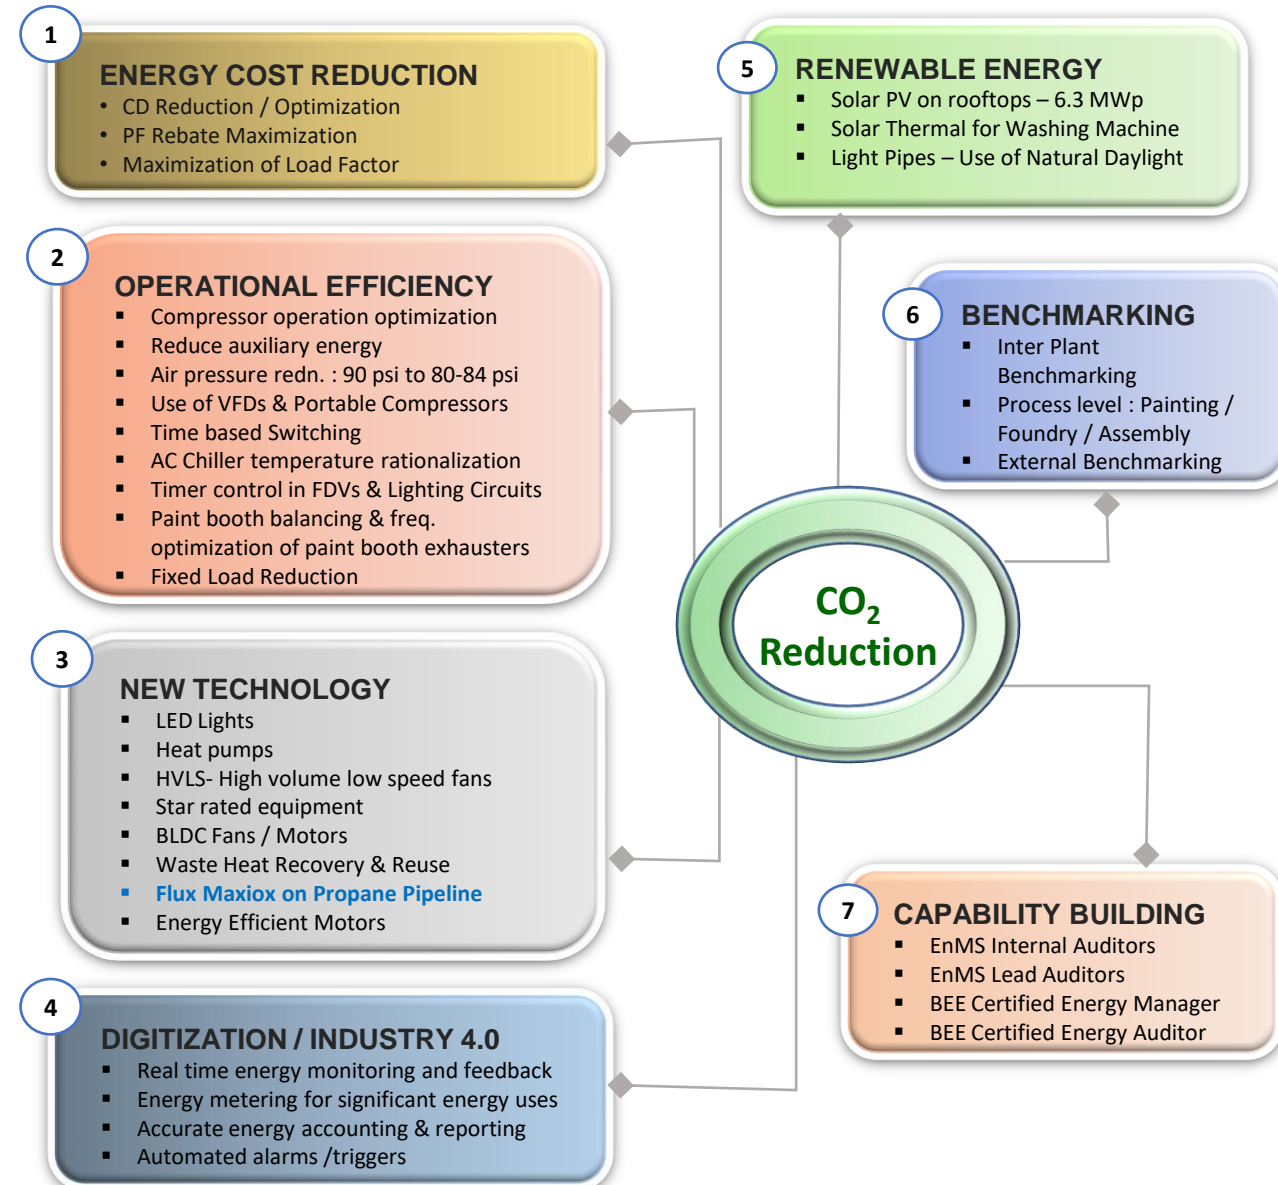 1
ENERGY COST REDUCTION
• CD Reduction / Optimization
• PF Rebate Maximization
• Maximization of Load Factor
2
OPERATIONAL EFFICIENCY
▪ Compressor operation optimization
▪ Reduce auxiliary energy
▪ Air pressure redn. : 90 psi to 80-84 psi
▪ Use of VFDs & Portable Compressors
▪ Time based Switching
▪ AC Chiller temperature rationalization
▪ Timer control in FDVs & Lighting Circuits
▪ Paint booth balancing & freq.
optimization of paint booth exhausters
▪ Fixed Load Reduction
3
NEW TECHNOLOGY
▪ LED Lights
▪ Heat pumps
▪ HVLS- High volume low speed fans
▪ Star rated equipment
▪ BLDC Fans / Motors
▪ Waste Heat Recovery & Reuse
▪ Flux Maxiox on Propane Pipeline
▪ Energy Efficient Motors
4
DIGITIZATION / INDUSTRY 4.0
▪ Real time energy monitoring and feedback
▪ Energy metering for significant energy uses
▪ Accurate energy accounting & reporting
▪ Automated alarms /triggers
5
RENEWABLE ENERGY
▪ Solar PV on rooftops – 6.3 MWp
▪ Solar Thermal for Washing Machine
▪ Light Pipes – Use of Natural Daylight
6
BENCHMARKING
▪ Inter Plant
Benchmarking
▪ Process level : Painting /
Foundry / Assembly
▪ External Benchmarking
CO₂
Reduction
7
CAPABILITY BUILDING
▪ EnMS Internal Auditors
▪ EnMS Lead Auditors
▪ BEE Certified Energy Manager
▪ BEE Certified Energy Auditor